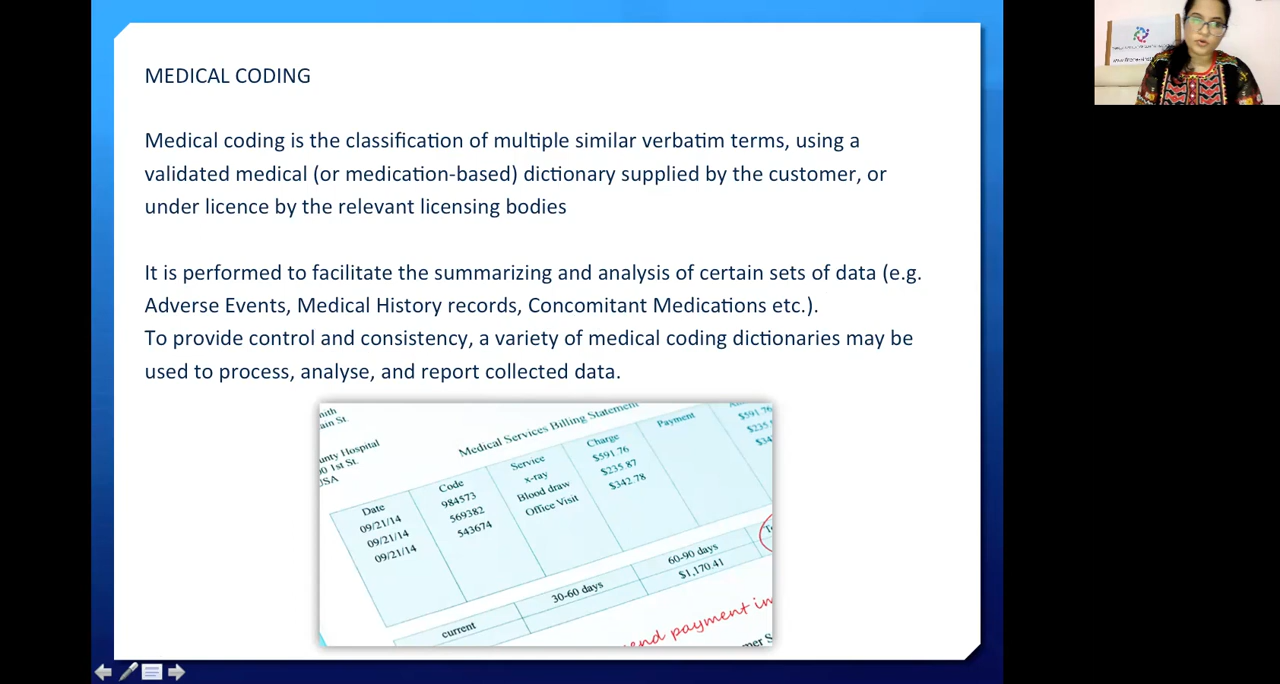 MEDICAL CODING
Medical coding is the classification of multiple similar verbatim terms, using a
validated medical (or medication-based) dictionary supplied by the customer, or
under licence by the relevant licensing bodies
It is performed to facilitate the summarizing and analysis of certain sets of data (e.g.
Adverse Events, Medical History records, Concomitant Medications etc.).
To provide control and consistency, a variety of medical coding dictionaries may be
used to process, analyse, and report collected data.
Hospital
1st St.
Medical Services Billing Statement
Date Code Service Charge Payment
09/21/14 984573 x-ray $591.76 $591.76
09/21/14 569382 Blood draw $235.87
09/21/14 543674 Office Visit $342.78
current 30-60 days 60-90 days
$1,170.41
payment